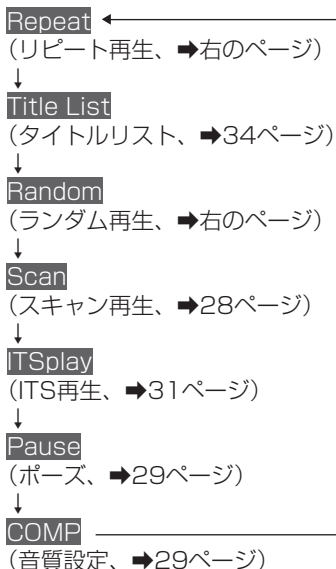 Repeat
（リピート再生、➡右のページ）
↓
Title List
（タイトルリスト、➡34ページ）
↓
Random
（ランダム再生、➡右のページ）
↓
Scan
（スキャン再生、➡28ページ）
↓
ITSplay
（ITS再生、➡31ページ）
↓
Pause
（ポーズ、➡29ページ）
↓
COMP
（音質設定、➡29ページ）